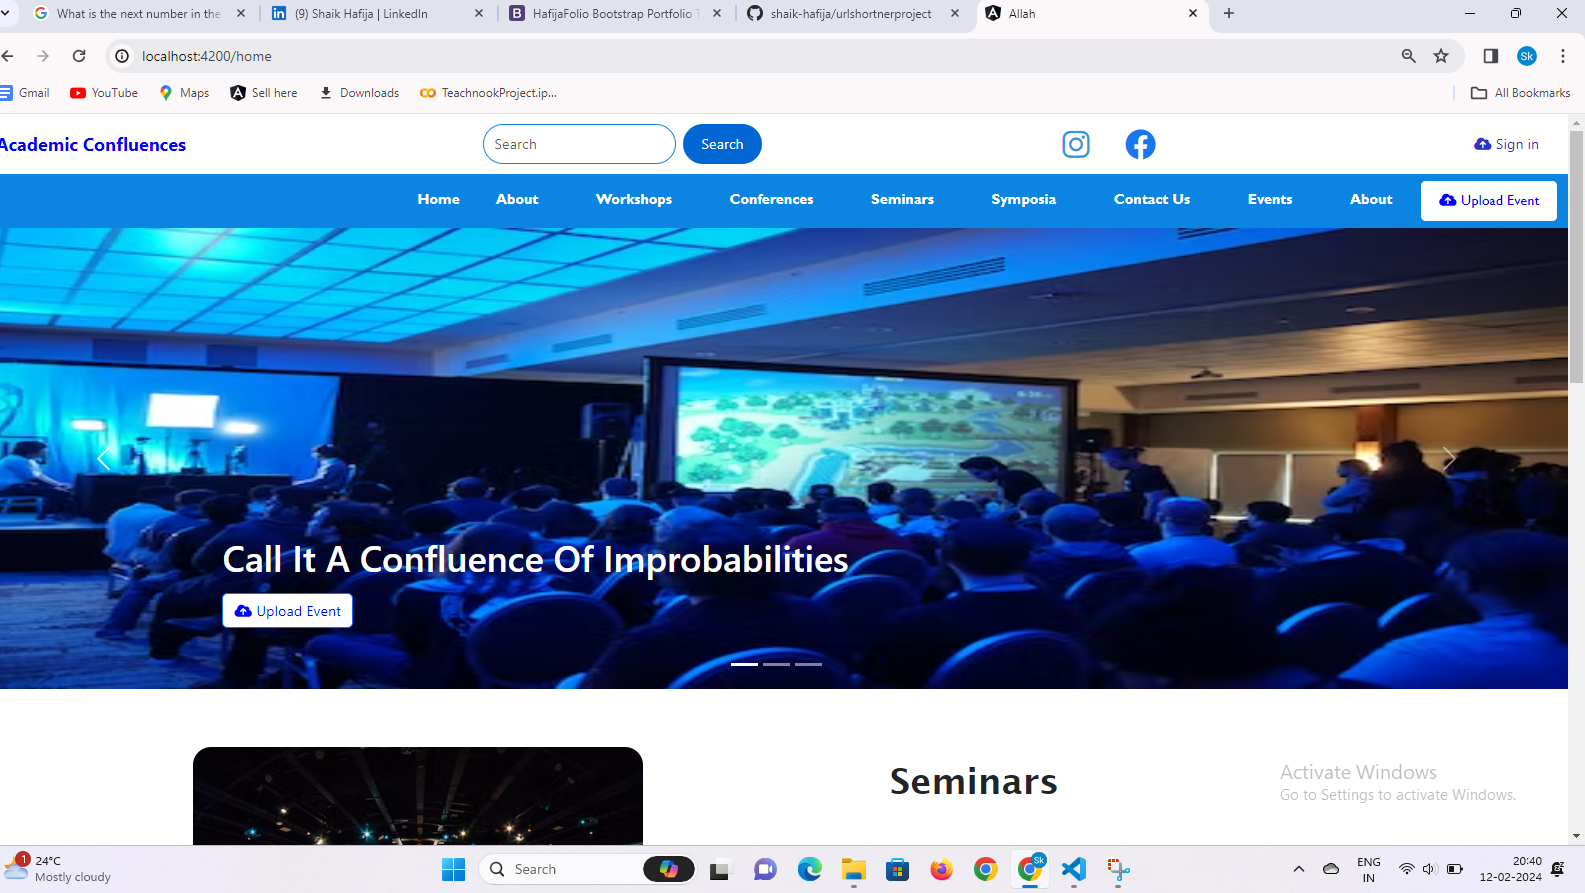 What is the next number in the
(9) Shaik Hafija | LinkedIn
HafijaFolio Bootstrap Portfolio T
shaik-hafija/urlshortnerproject
Allah
localhost:4200/home
Sk
Gmail
YouTube
Maps
Sell here
Downloads
TeachnookProject.ip...
All Bookmarks
Academic Confluences
Search
Search
Sign in
Home
About
Workshops
Conferences
Seminars
Symposia
Contact Us
Events
About
Upload Event
Call It A Confluence Of Improbabilities
Upload Event
Seminars
Activate Windows
Go to Settings to activate Windows.
1
24°C
Mostly cloudy
Search
Sk
ENG
IN
20:40
12-02-2024